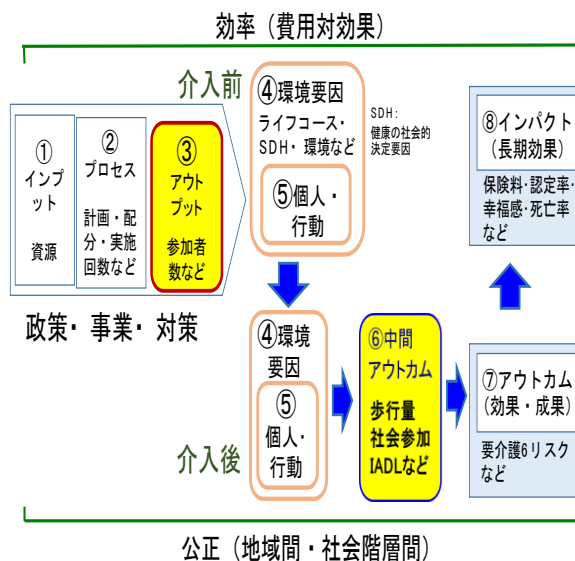 効率（費用対効果）
介入前
①
インプ
ット
資源
②
プロセス
計画・配
分・実施
回数など
③
アウト
プット
参加者
数など
政策・事業・対策
④環境要因
ライフコース・
SDH・環境など
⑤個人・
行動
SDH：
健康の社会的
決定要因
④環境
要因
⑤
個人・
行動
介入後
⑥中間
アウトカム
歩行量
社会参加
IADLなど
⑦アウトカム
(効果・成果)
要介護6リスク
など
⑧インパクト
(長期効果)
保険料・認定率・
幸福感・死亡率
など
公正（地域間・社会階層間）